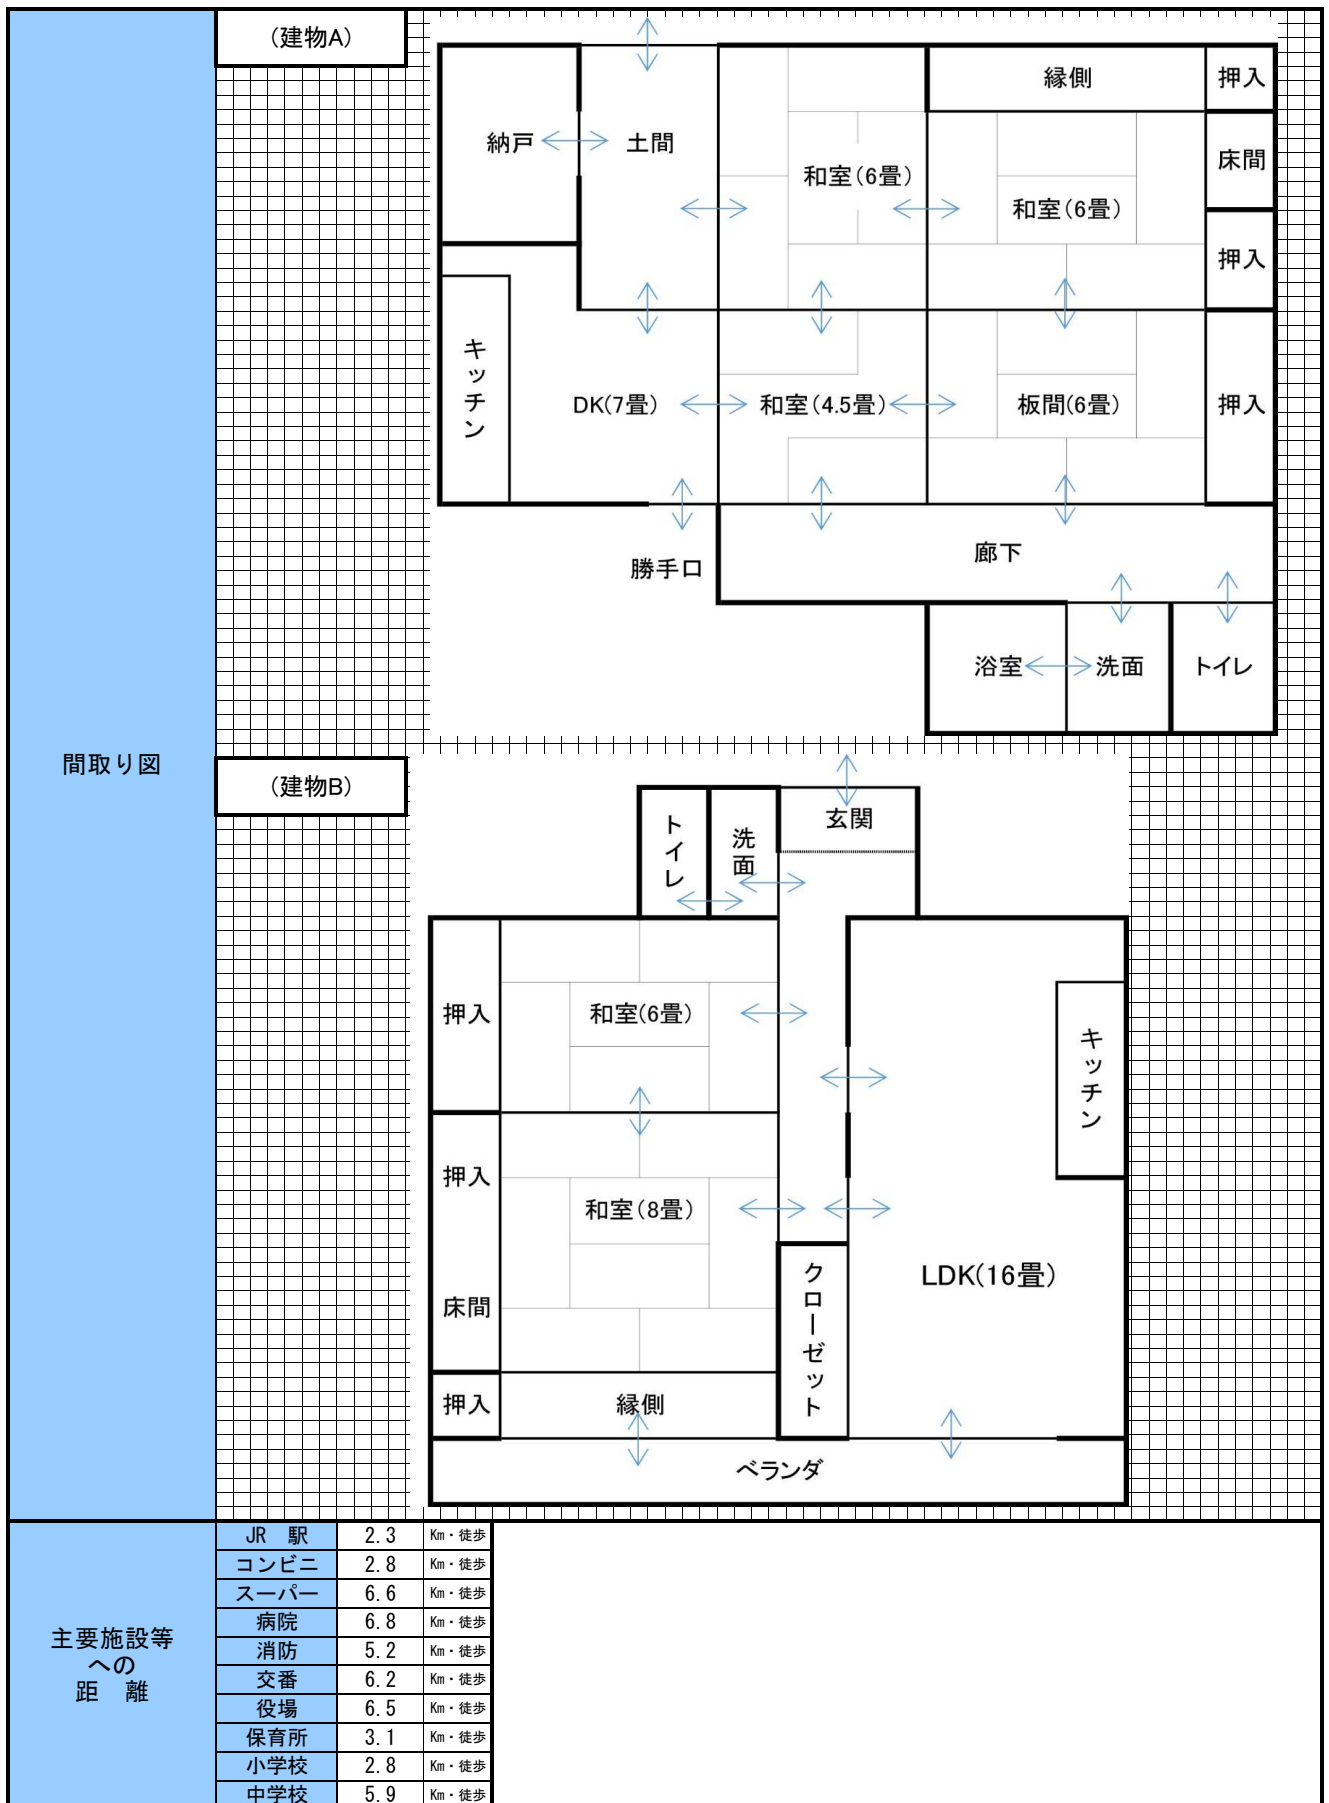 間取り図
（建物A）
縁側
押入
納戸
土間
和室（6畳）
床間
和室（6畳）
押入
キッチン
DK(7畳）
和室（4.5畳）
板間（6畳）
押入
廊下
勝手口
浴室
洗面
トイレ
（建物B）
玄関
トイレ
洗面
押入
和室（6畳）
キッチン
押入
和室（8畳）
床間
クローゼット
LDK(16畳）
押入
縁側
ベランダ
主要施設等
への
距　離
JR　駅 2.3 Km・徒歩
コンビニ 2.8 Km・徒歩
スーパー 6.6 Km・徒歩
病院 6.8 Km・徒歩
消防 5.2 Km・徒歩
交番 6.2 Km・徒歩
役場 6.5 Km・徒歩
保育所 3.1 Km・徒歩
小学校 2.8 Km・徒歩
中学校 5.9 Km・徒歩